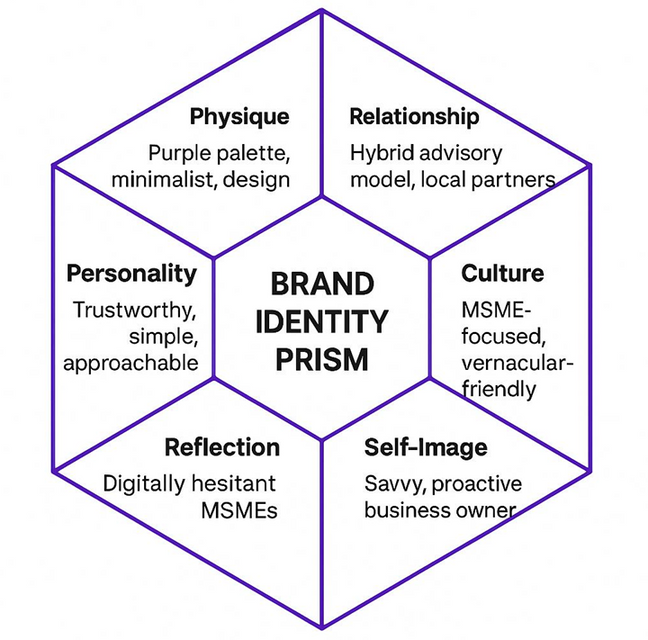 Physique
Purple palette,
minimalist, design
Relationship
Hybrid advisory
model, local partners
Personality
Trustworthy,
simple,
approachable
BRAND
IDENTITY
PRISM
Culture
MSME-
focused,
vernacular-
friendly
Reflection
Digitally hesitant
MSMEs
Self-Image
Savvy, proactive
business owner